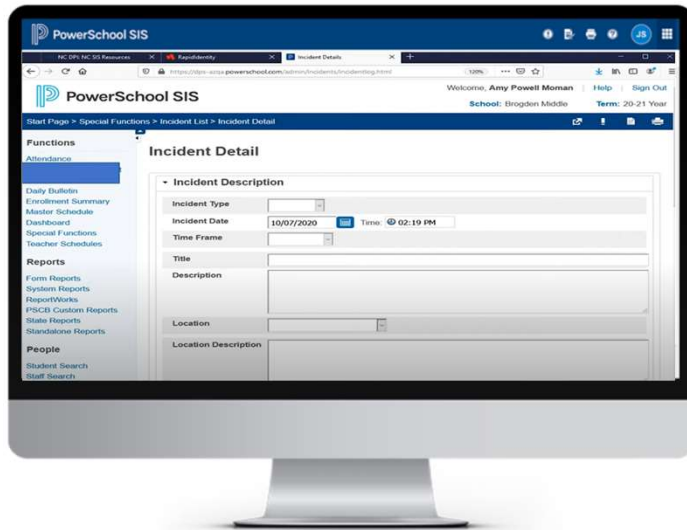 PowerSchool SIS
JS
NC DPI: NC SIS Resources
RapidIdentity
Incident Details
120%
PowerSchool SIS
Welcome, Amy Powell Moman
Help
Sign Out
School: Brogden Middle
Term: 20-21 Year
Start Page > Special Functions > Incident List > Incident Detail
Functions
Attendance
Daily Bulletin
Enrollment Summary
Master Schedule
Dashboard
Special Functions
Teacher Schedules
Reports
Form Reports
System Reports
ReportWorks
PSCB Custom Reports
State Reports
Standalone Reports
People
Student Search
Staff Search
Incident Detail
Incident Description
Incident Type
Incident Date
10/07/2020
Time: 02:19 PM
Time Frame
Title
Description
Location
Location Description